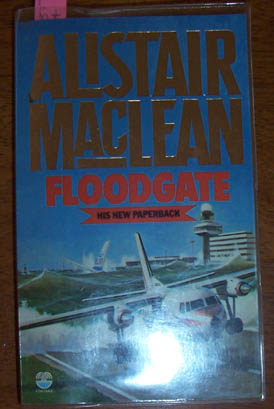 ALISTAIR
MACLEAN
FLOODGATE
HIS NEW PAPERBACK